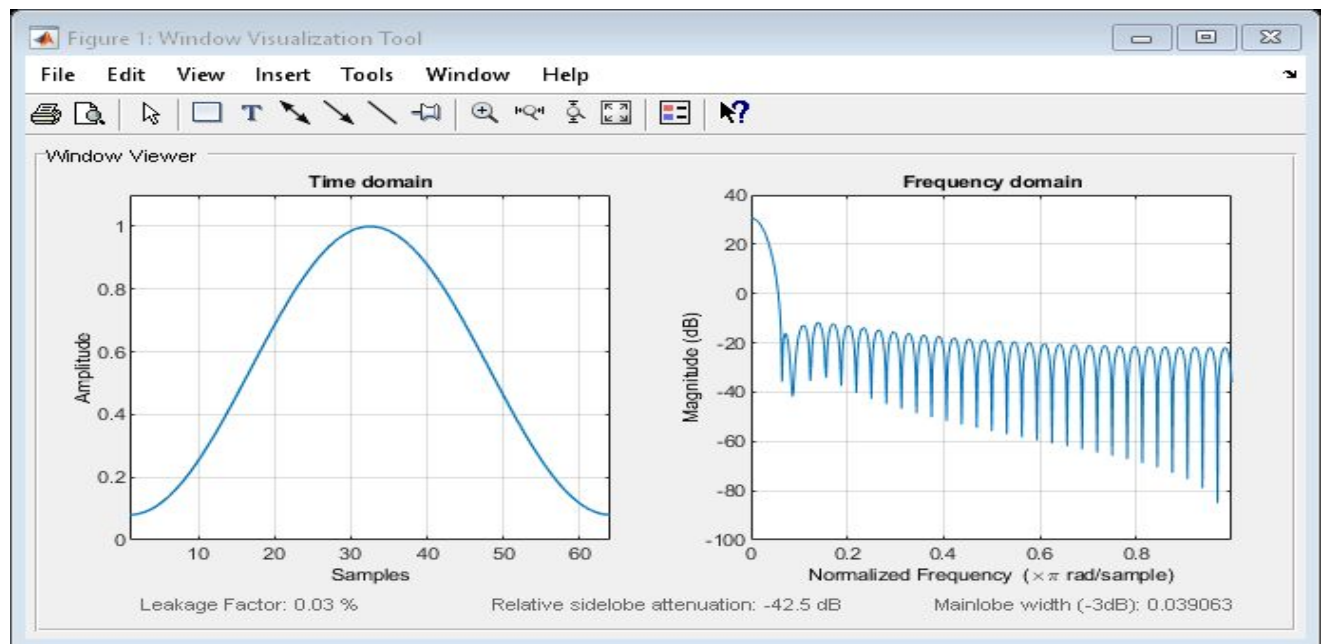 Figure 1: Window Visualization Tool
File Edit View Insert Tools Window Help
T
?
Window Viewer
Time domain
1
0.8
0.6
0.4
0.2
0
10 20 30 40 50 60
Amplitude
Samples
Frequency domain
40
20
0
-20
-40
-60
-80
-100
0 0.2 0.4 0.6 0.8
Magnitude (dB)
Normalized Frequency (×π rad/sample)
Leakage Factor: 0.03 % Relative sidelobe attenuation: -42.5 dB Mainlobe width (-3dB): 0.039063